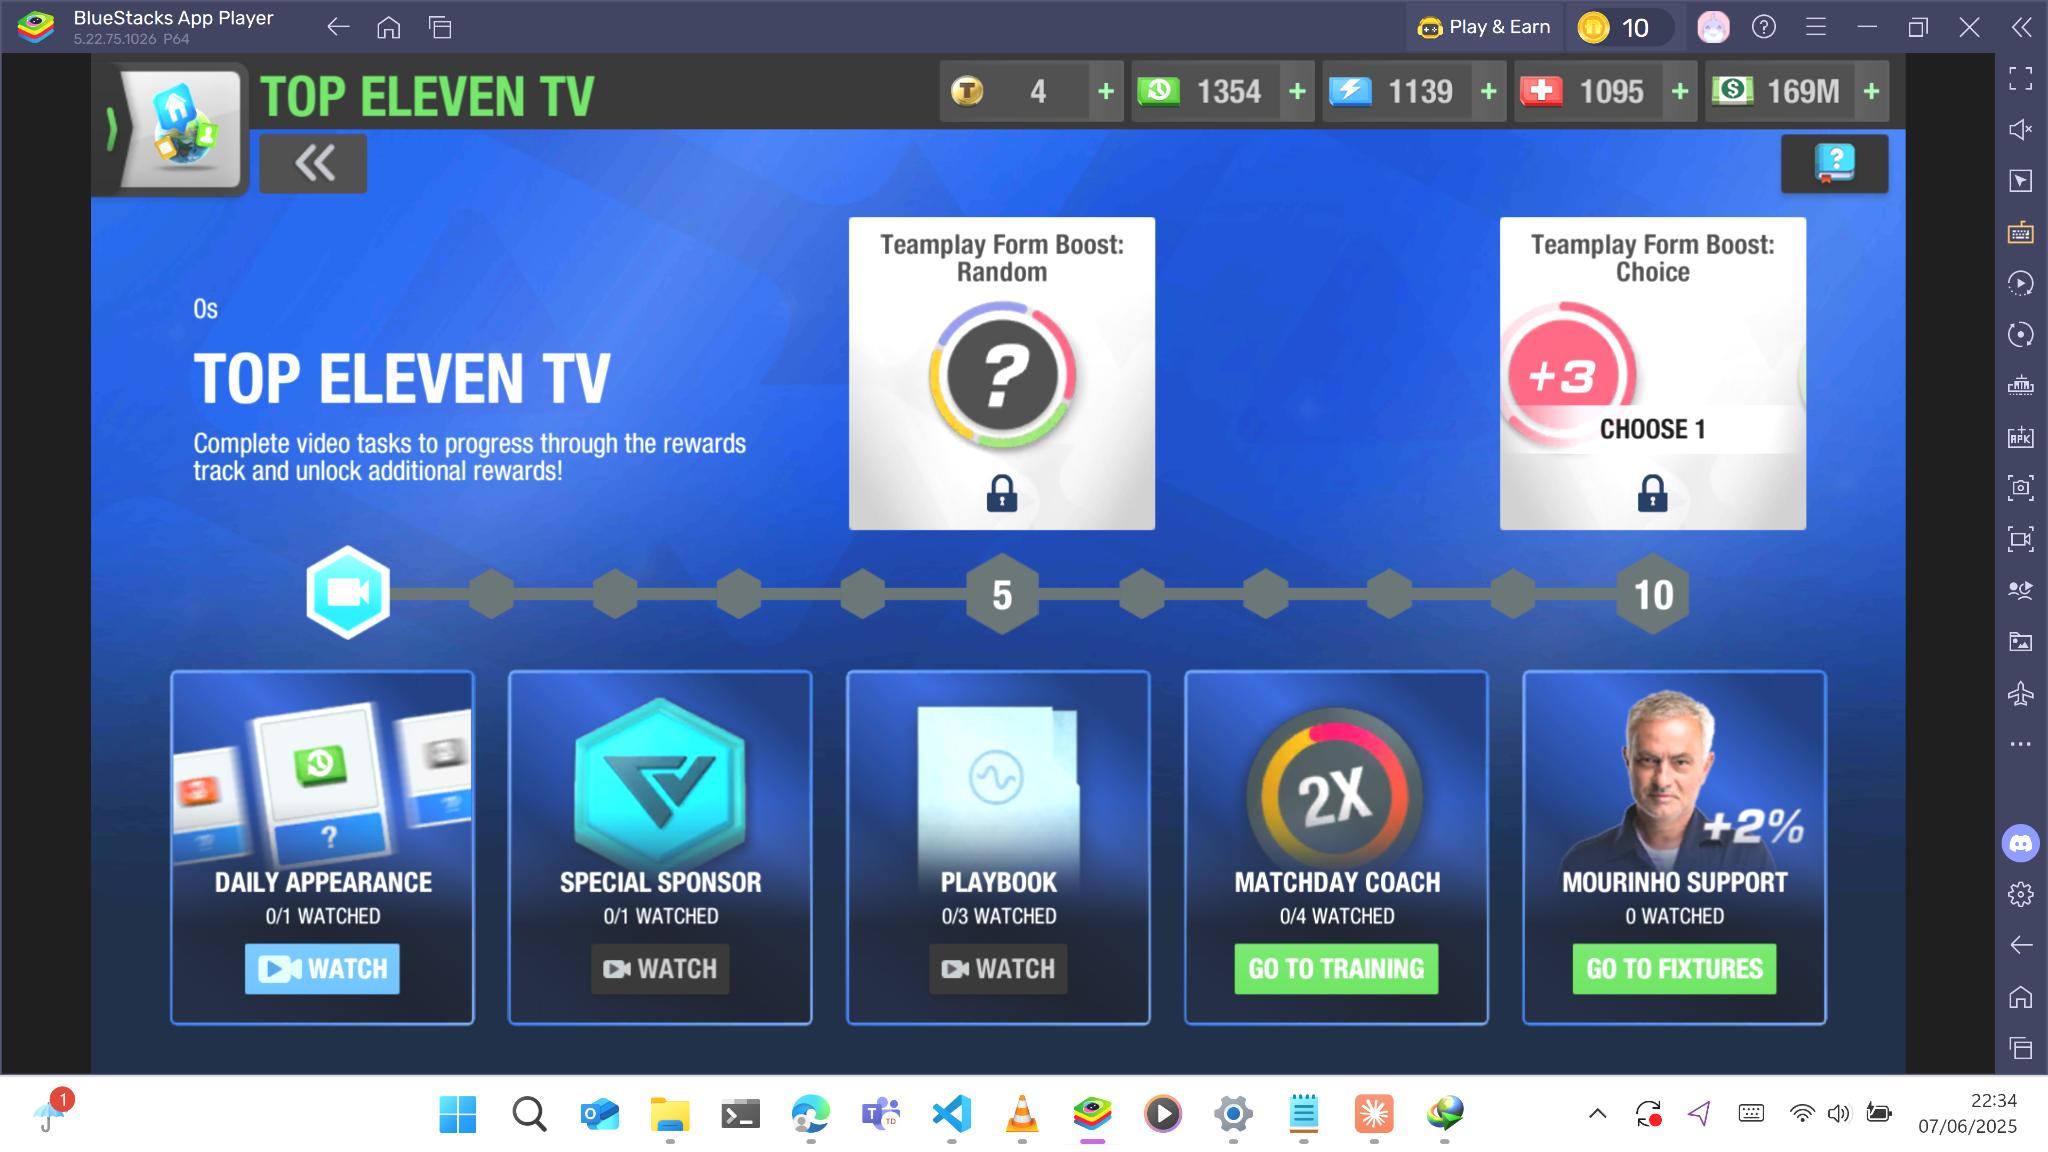 BlueStacks App Player
5.22.75.1026 P64
Play & Earn
10
TOP ELEVEN TV
4 +
1354 +
1139 +
1095 +
169M +
Teamplay Form Boost:
Random
?
Teamplay Form Boost:
Choice
+3
CHOOSE 1
0s
TOP ELEVEN TV
Complete video tasks to progress through the rewards
track and unlock additional rewards!
5
10
?
DAILY APPEARANCE
0/1 WATCHED
WATCH
SPECIAL SPONSOR
0/1 WATCHED
WATCH
PLAYBOOK
0/3 WATCHED
WATCH
2X
MATCHDAY COACH
0/4 WATCHED
GO TO TRAINING
+2%
MOURINHO SUPPORT
0 WATCHED
GO TO FIXTURES
1
22:34
07/06/2025